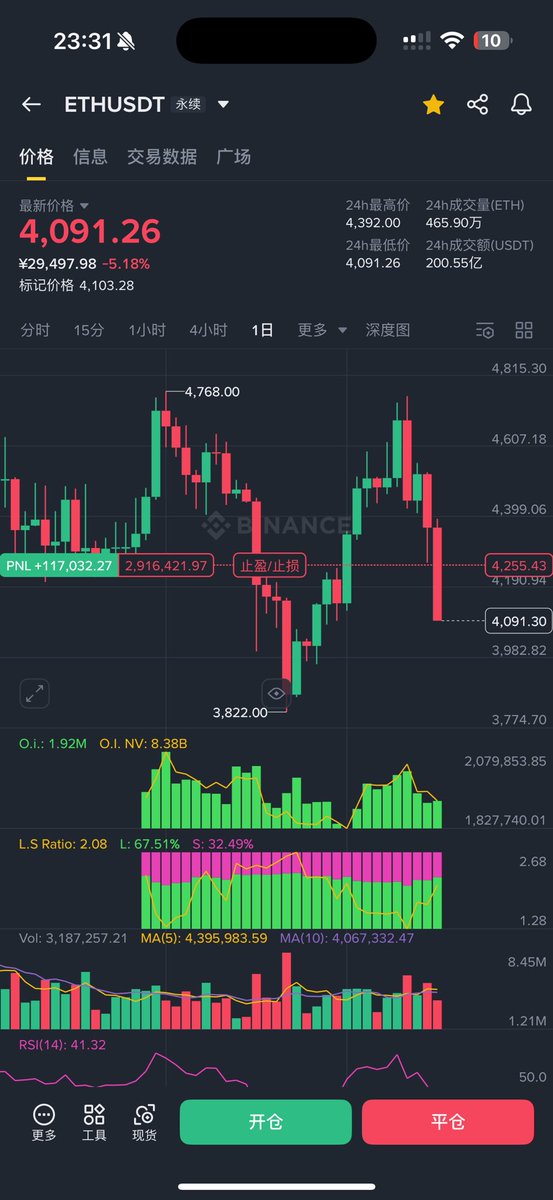 23:31
10
ETHUSDT 永续
价格 信息 交易数据 广场
最新价格
4,091.26
¥29,497.98 -5.18%
标记价格 4,103.28
24h最高价 24h成交量(ETH)
4,392.00 465.90万
24h最低价 24h成交额(USDT)
4,091.26 200.55亿
分时 15分 1小时 4小时 1日 更多 深度图
4,815.30
4,768.00
4,607.18
4,399.06
BINANCE
PNL +117,032.27 2,916,421.97 止盈/止损 4,255.43
4,190.94
4,091.30
3,982.82
3,822.00
3,774.70
O.i.: 1.92M O.I. NV: 8.38B
2,079,853.85
1,827,740.01
L.S Ratio: 2.08 L: 67.51% S: 32.49%
2.68
1.28
Vol: 3,187,257.21 MA(5): 4,395,983.59 MA(10): 4,067,332.47
8.45M
1.21M
RSI(14): 41.32
50.0
更多 工具 现货 开仓 平仓